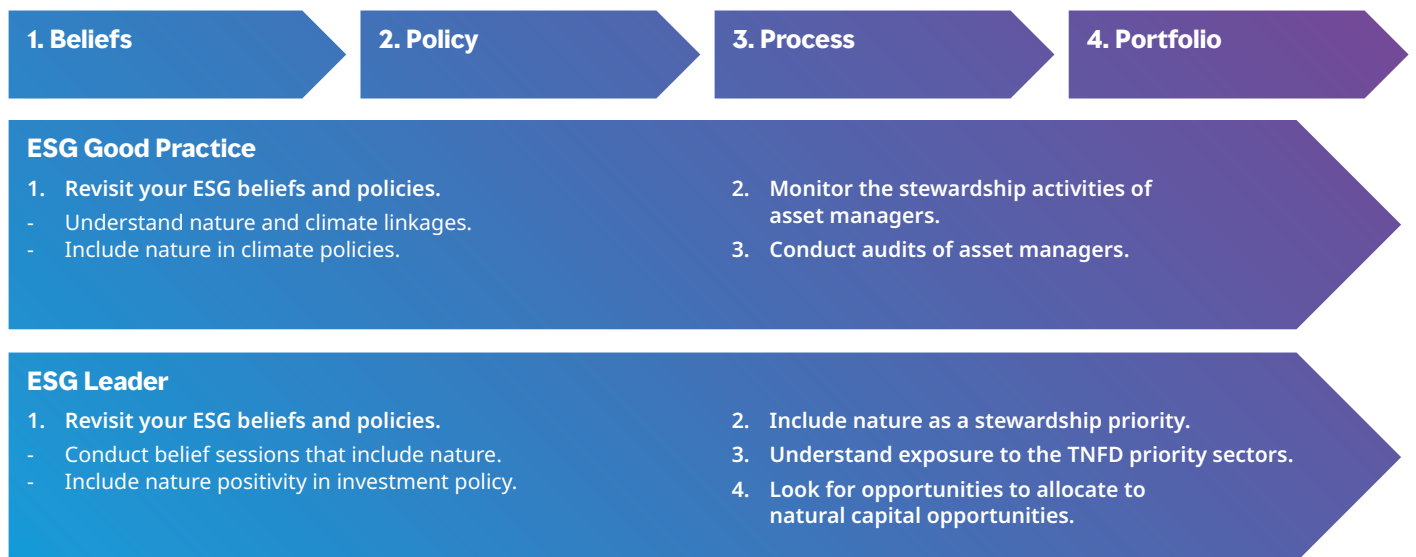 1. Beliefs
2. Policy
3. Process
4. Portfolio
ESG Good Practice
1. Revisit your ESG beliefs and policies.
- Understand nature and climate linkages.
- Include nature in climate policies.
2. Monitor the stewardship activities of
asset managers.
3. Conduct audits of asset managers.
ESG Leader
1. Revisit your ESG beliefs and policies.
- Conduct belief sessions that include nature.
- Include nature positivity in investment policy.
2. Include nature as a stewardship priority.
3. Understand exposure to the TNFD priority sectors.
4. Look for opportunities to allocate to
natural capital opportunities.